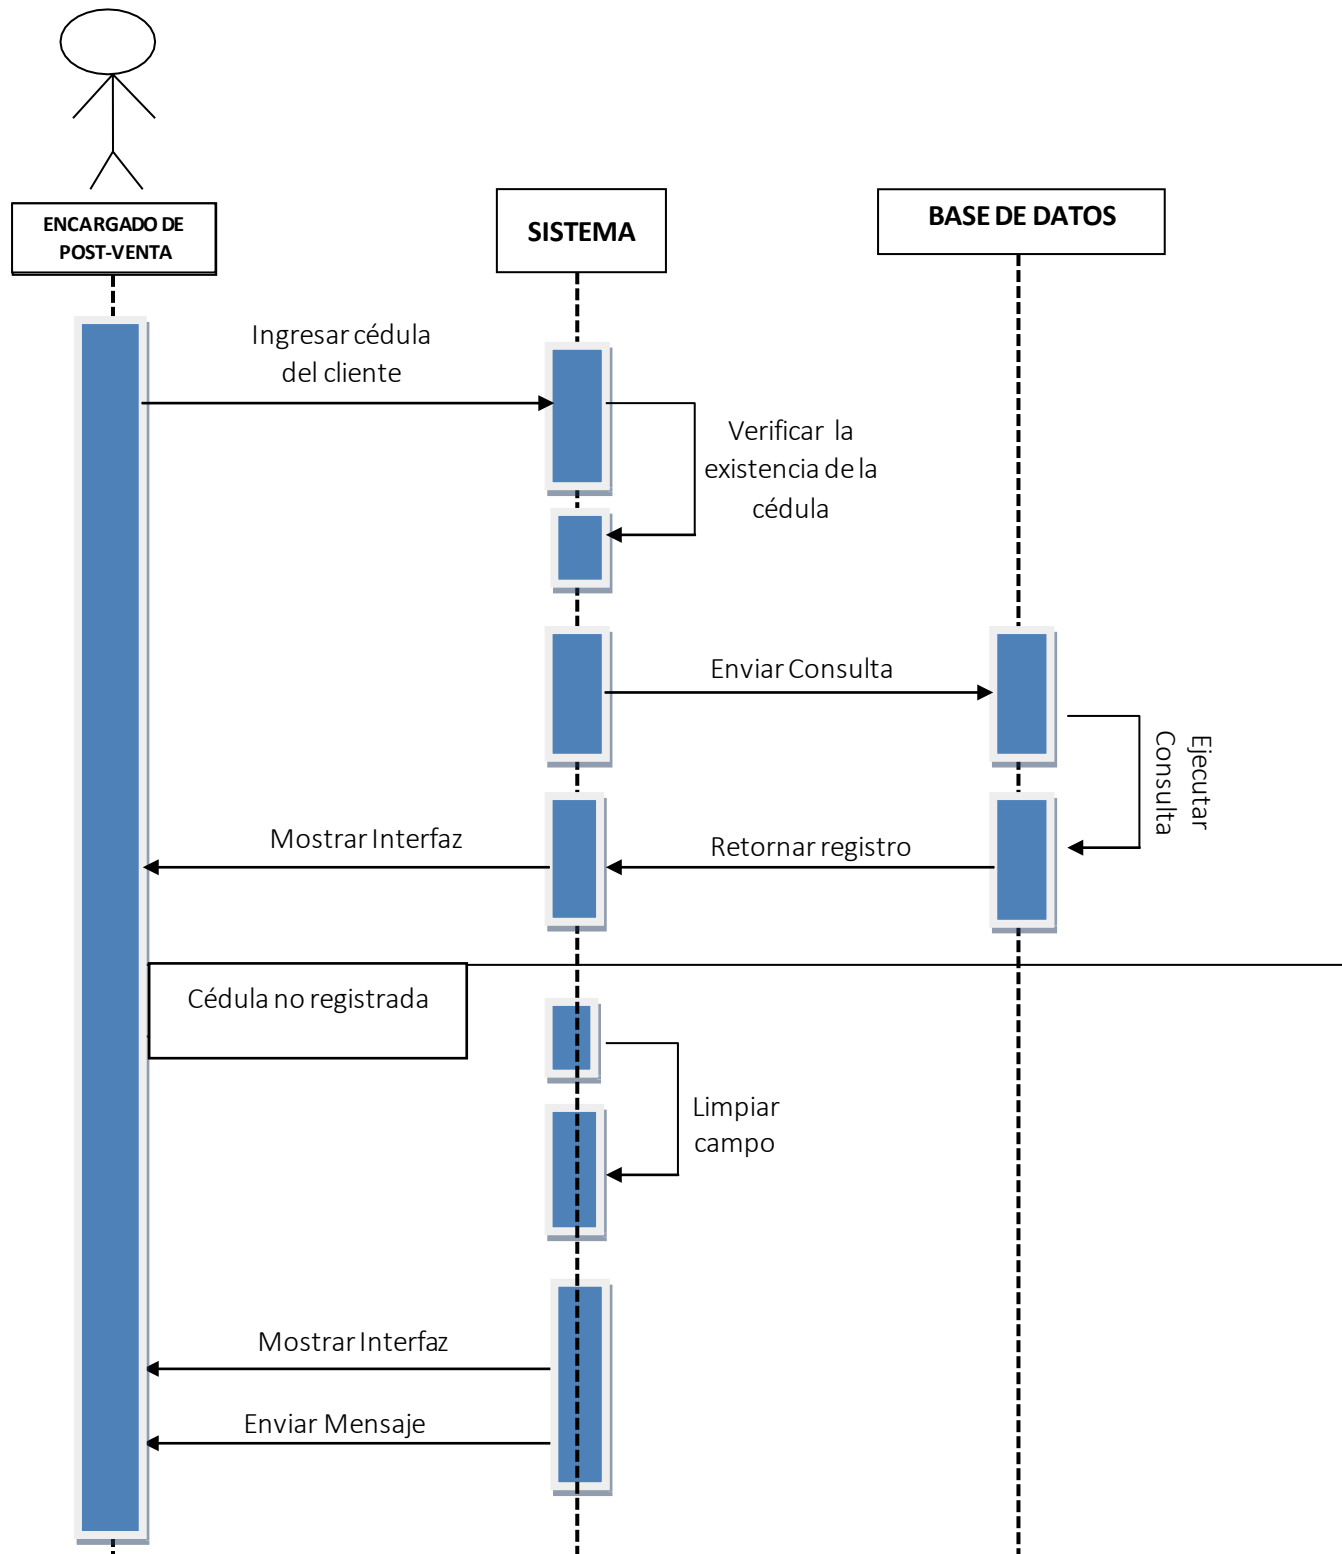 ENCARGADO DE
POST-VENTA
SISTEMA
BASE DE DATOS
Ingresar cédula
del cliente
Verificar la
existencia de la
cédula
Enviar Consulta
Ejecutar
Consulta
Mostrar Interfaz
Retornar registro
Cédula no registrada
Limpiar
campo
Mostrar Interfaz
Enviar Mensaje